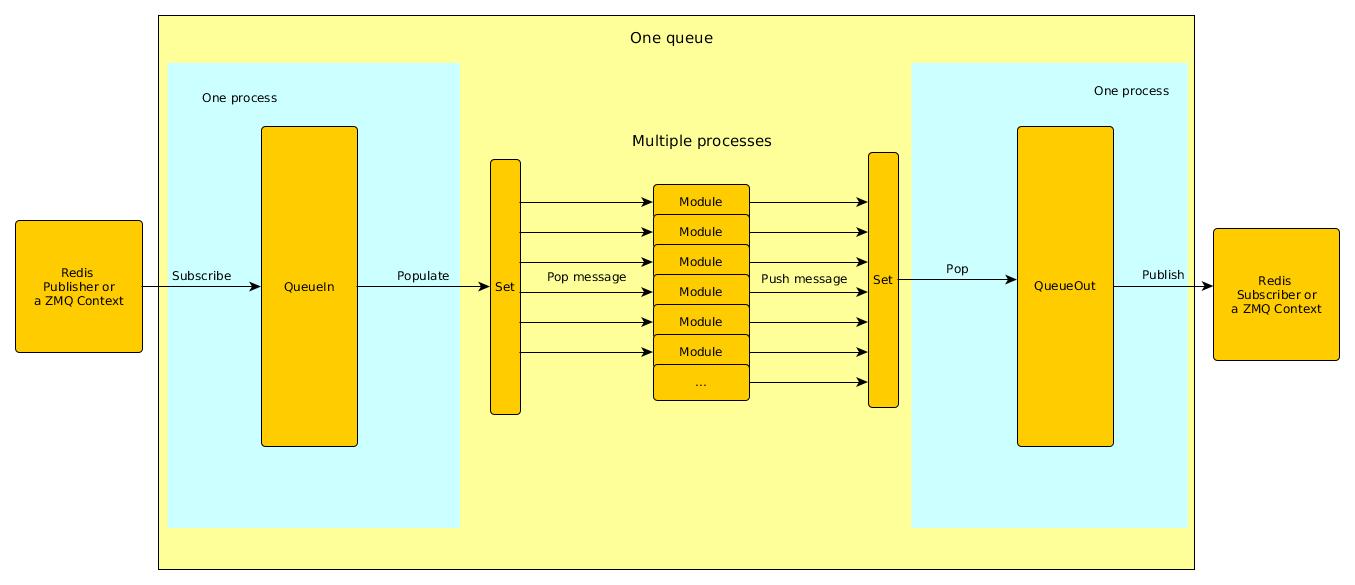 One queue
One process
One process
Multiple processes
Redis
Publisher or
a ZMQ Context
Subscribe
QueueIn
Populate
Set
Pop message
Module
Module
Module
Module
Module
Module
...
Push message
Set
Pop
QueueOut
Publish
Redis
Subscriber or
a ZMQ Context